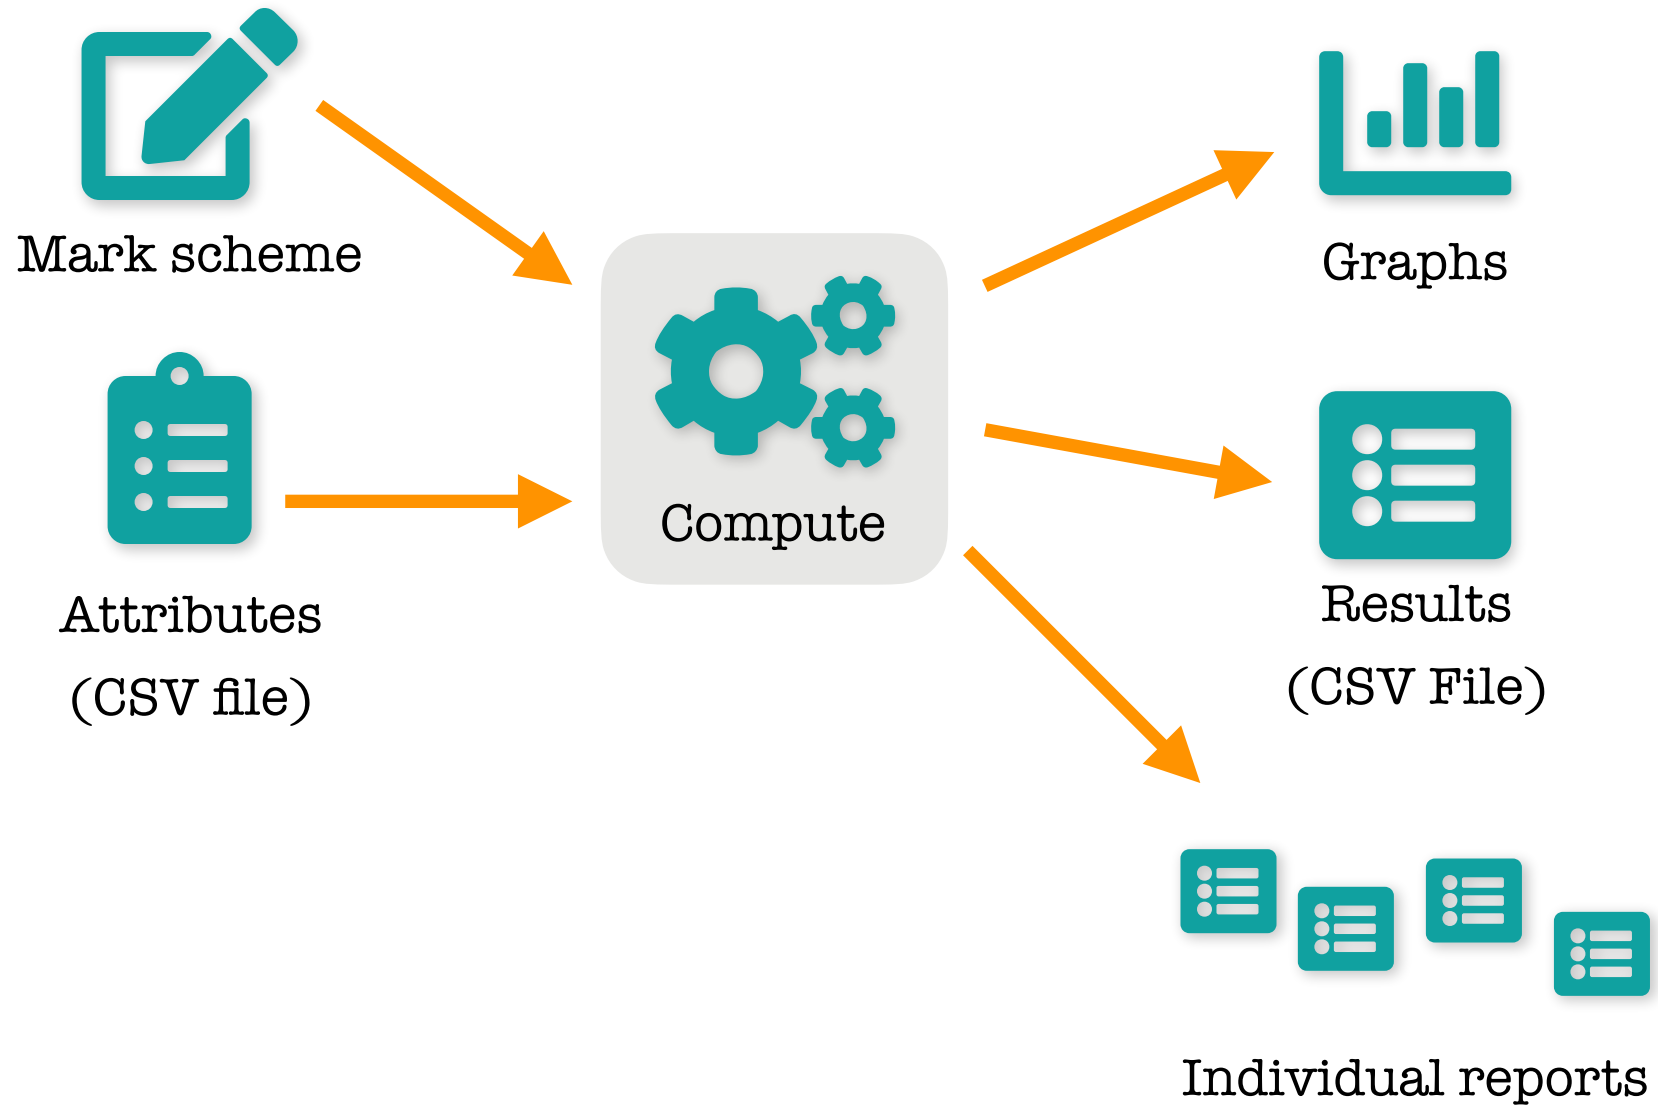 Mark scheme
Attributes
(CSV file)
Compute
Graphs
Results
(CSV File)
Individual reports